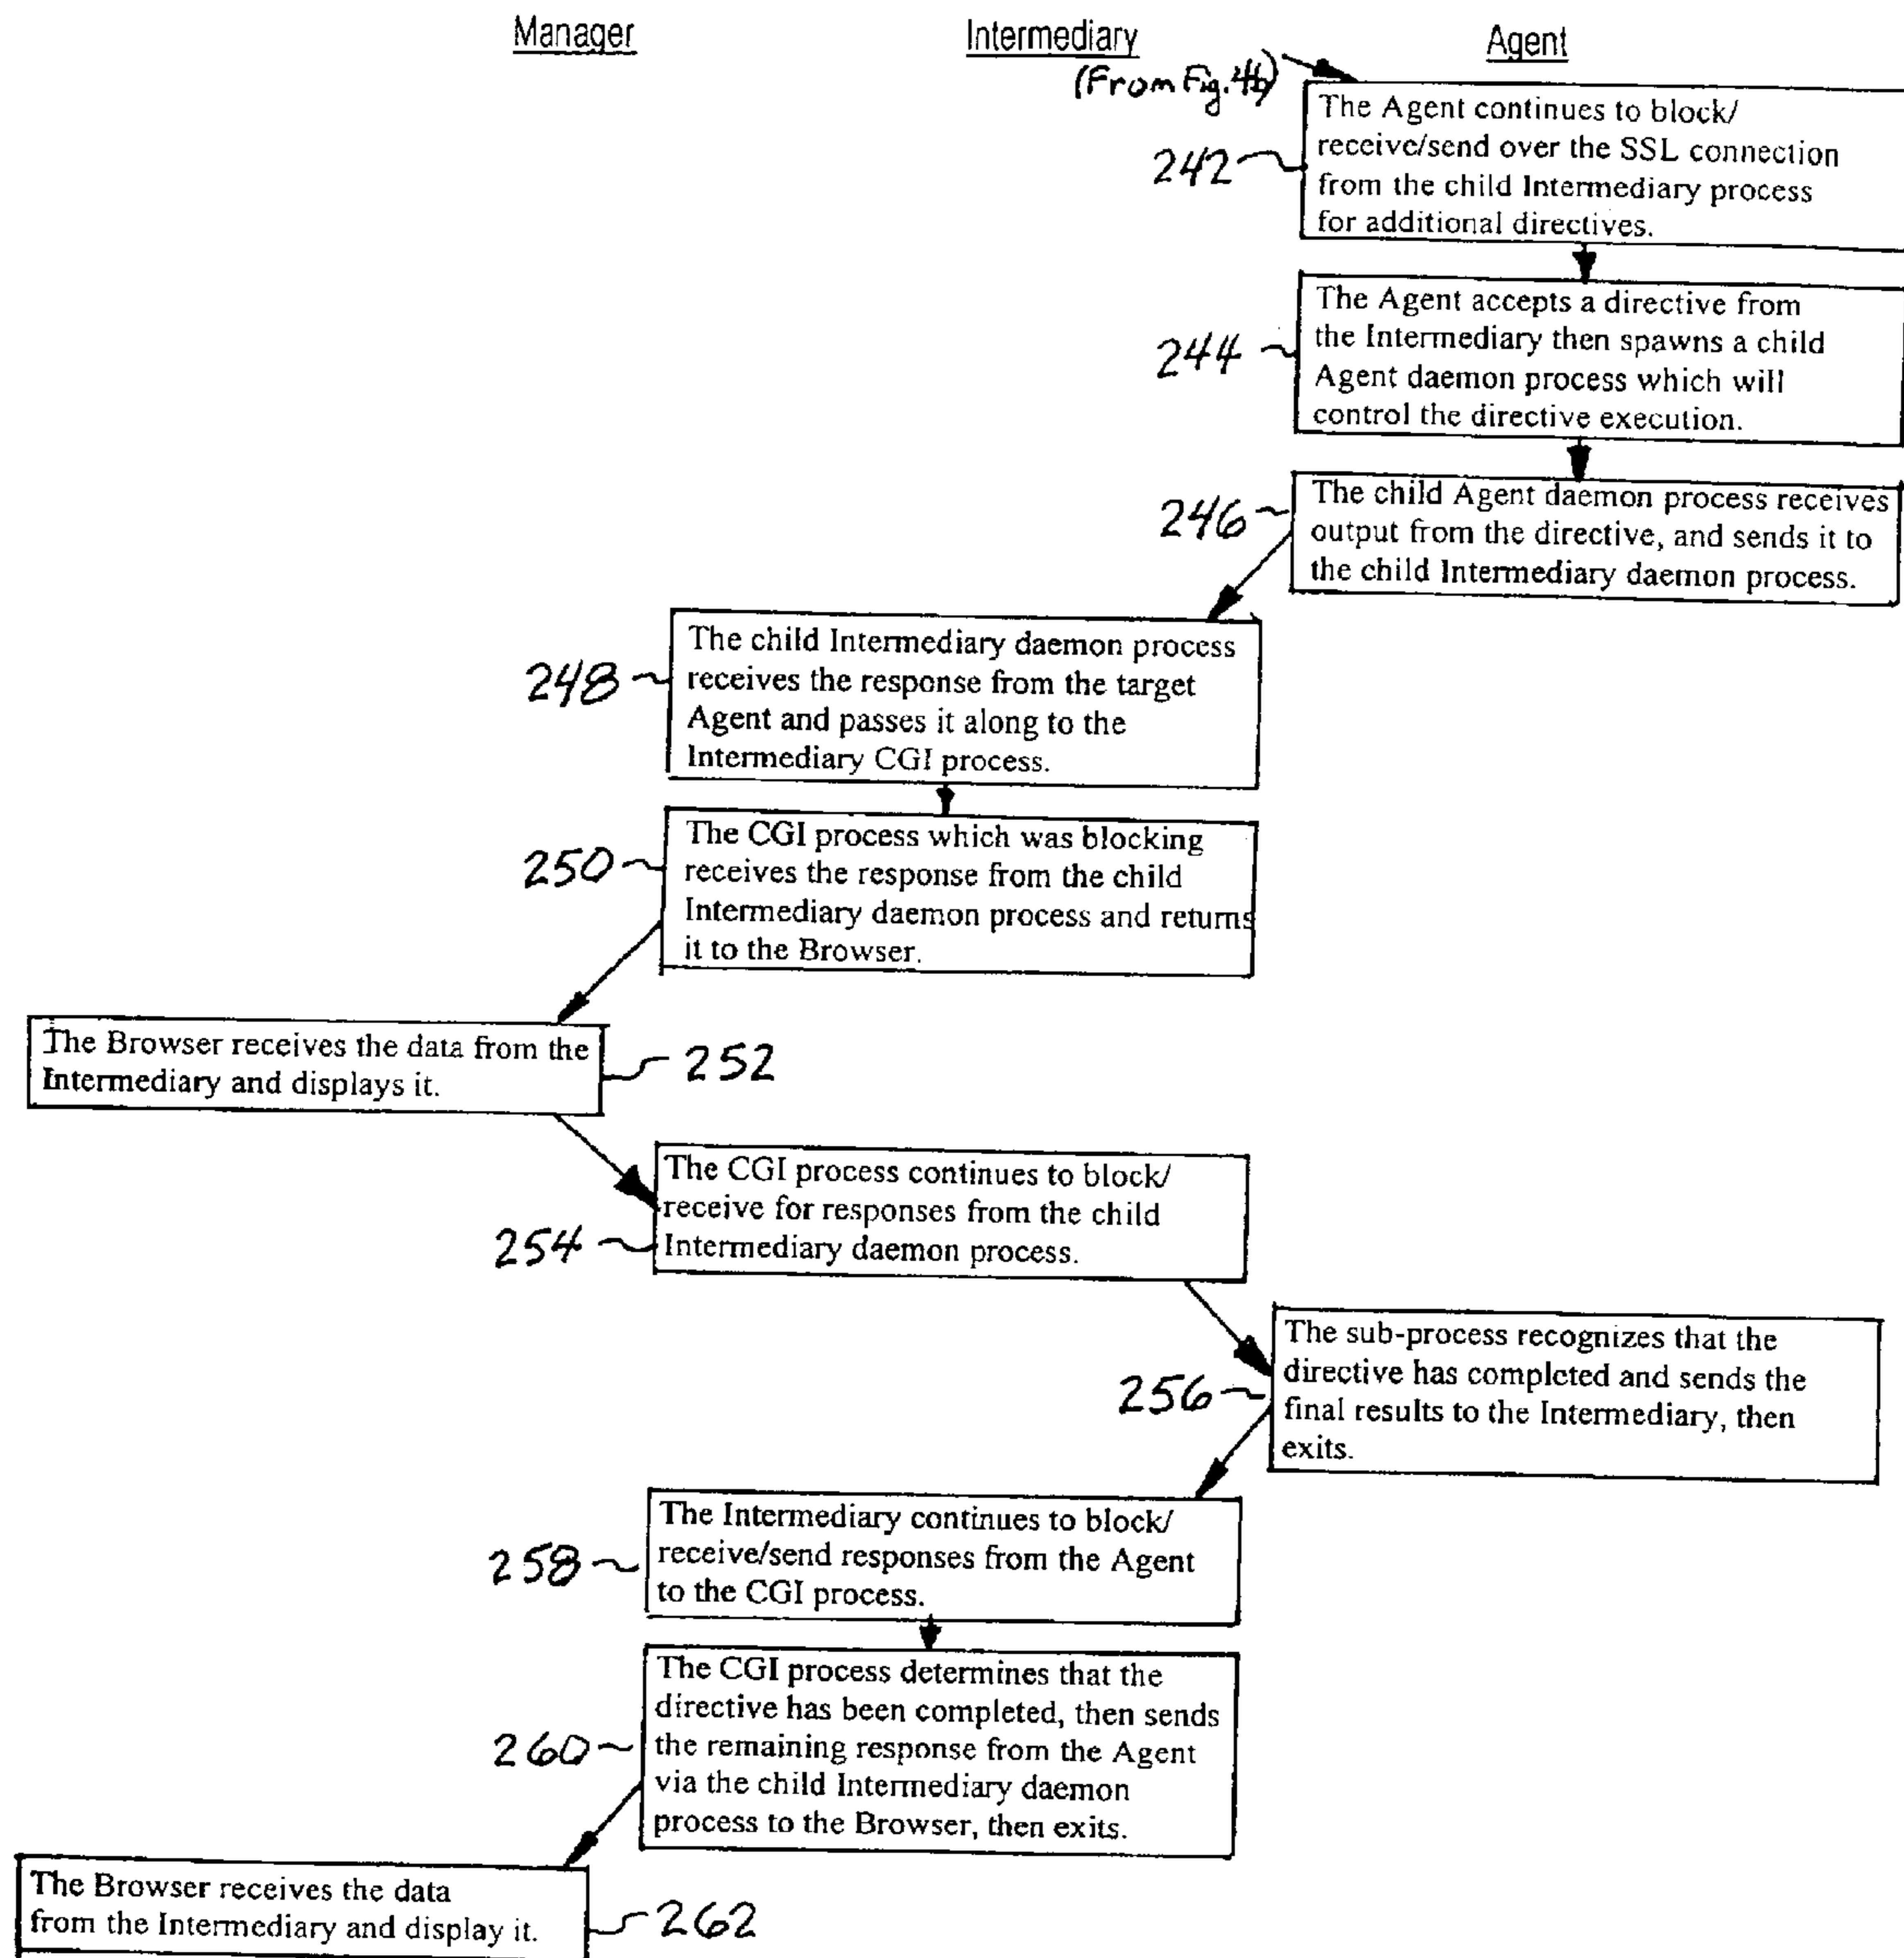 Manager
Intermediary
Agent
(From Fig. 4b)
The Agent continues to block/
receive/send over the SSL connection
from the child Intermediary process
for additional directives.
242
The Agent accepts a directive from
the Intermediary then spawns a child
Agent daemon process which will
control the directive execution.
244
The child Agent daemon process receives
output from the directive, and sends it to
the child Intermediary daemon process.
246
The child Intermediary daemon process
receives the response from the target
Agent and passes it along to the
Intermediary CGI process.
248
The CGI process which was blocking
receives the response from the child
Intermediary daemon process and returns
it to the Browser.
250
The Browser receives the data from the
Intermediary and displays it.
252
The CGI process continues to block/
receive for responses from the child
Intermediary daemon process.
254
The sub-process recognizes that the
directive has completed and sends the
final results to the Intermediary, then
exits.
256
The Intermediary continues to block/
receive/send responses from the Agent
to the CGI process.
258
The CGI process determines that the
directive has been completed, then sends
the remaining response from the Agent
via the child Intermediary daemon
process to the Browser, then exits.
260
The Browser receives the data
from the Intermediary and display it.
262